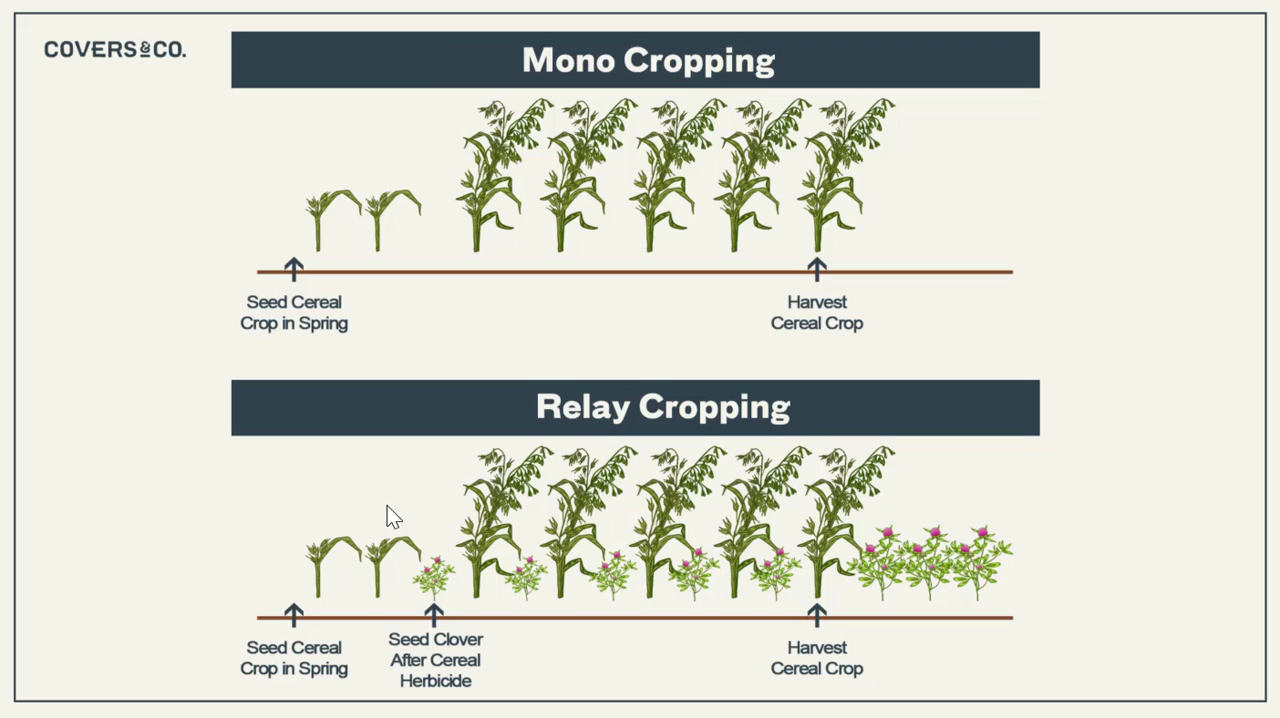 COVERS&CO.
Mono Cropping
Seed Cereal
Crop in Spring
Harvest
Cereal Crop
Relay Cropping
Seed Cereal
Crop in Spring
Seed Clover
After Cereal
Herbicide
Harvest
Cereal Crop